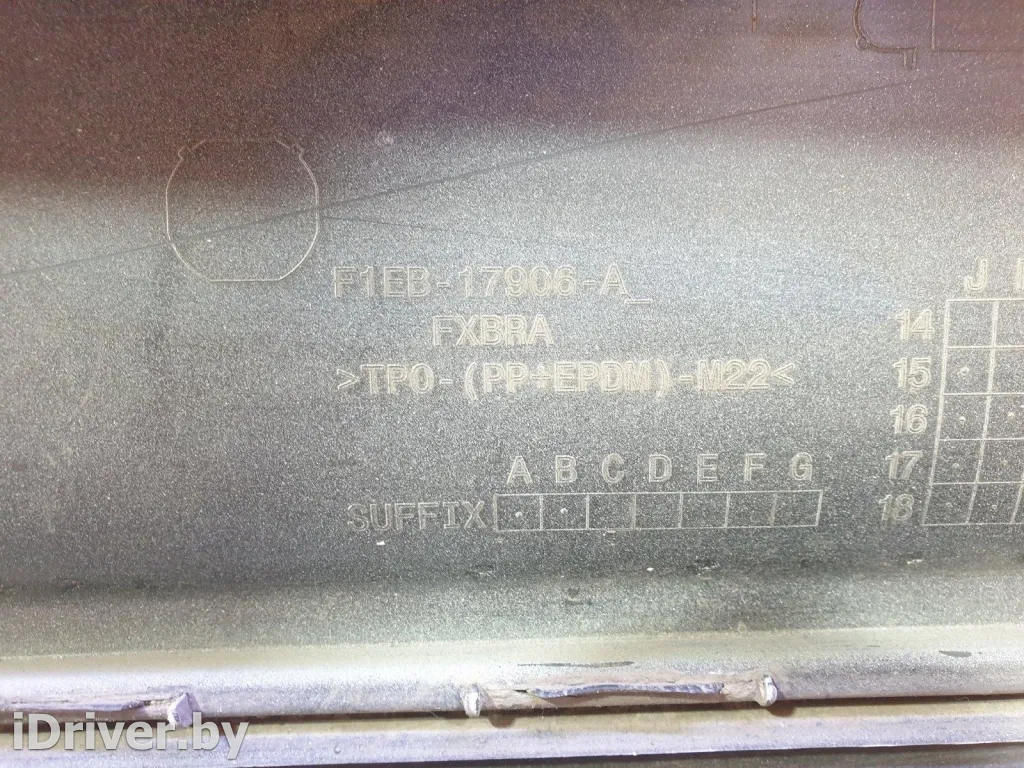 F1EB-17906-A_
FXBRA
>TPO-(PP+EPDM)-M22<
A B C D E F G
SUFFIX
J
14
15
16
17
18
iDriver.by